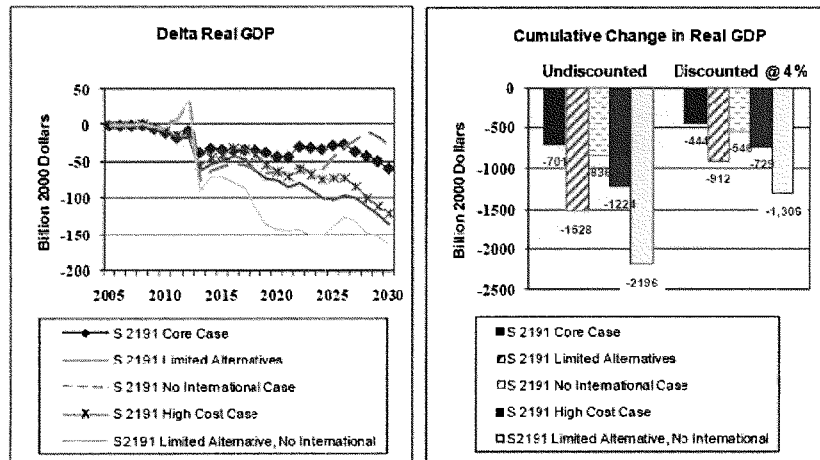 Delta Real GDP
Billion 2000 Dollars
50
0
-50
-100
-150
-200
2005 2010 2015 2020 2025 2030
S 2191 Core Case
S 2191 Limited Alternatives
S 2191 No International Case
S 2191 High Cost Case
S2191 Limited Alternative, No International
Cumulative Change in Real GDP
Undiscounted Discounted @ 4%
Billion 2000 Dollars
0
-500
-1000
-1500
-2000
-2500
-701
-1528
-836
-1224
-2196
-444
-912
-546
-729
-1,306
S 2191 Core Case
S 2191 Limited Alternatives
S 2191 No International Case
S 2191 High Cost Case
S2191 Limited Alternative, No International